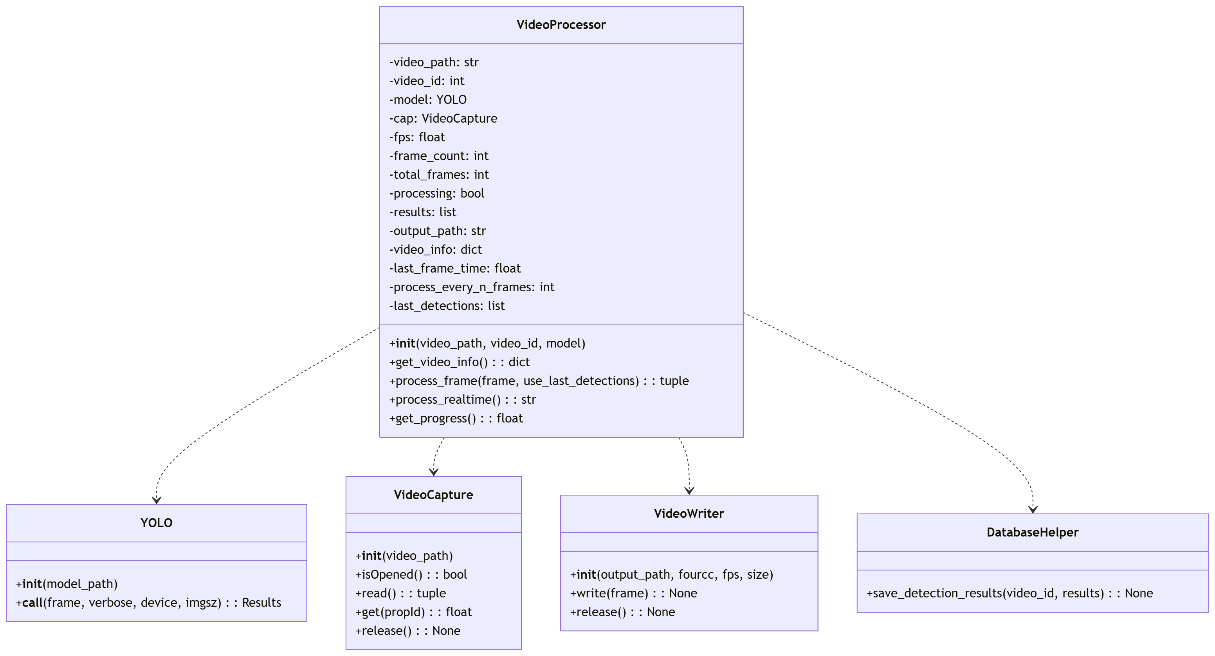 VideoProcessor
-video_path: str
-video_id: int
-model: YOLO
-cap: VideoCapture
-fps: float
-frame_count: int
-total_frames: int
-processing: bool
-results: list
-output_path: str
-video_info: dict
-last_frame_time: float
-process_every_n_frames: int
-last_detections: list
+init(video_path, video_id, model)
+get_video_info() : : dict
+process_frame(frame, use_last_detections) : : tuple
+process_realtime() : : str
+get_progress() : : float
YOLO
+init(model_path)
+call(frame, verbose, device, imgsz) : : Results
VideoCapture
+init(video_path)
+isOpened() : : bool
+read() : : tuple
+get(propId) : : float
+release() : : None
VideoWriter
+init(output_path, fourcc, fps, size)
+write(frame) : : None
+release() : : None
DatabaseHelper
+save_detection_results(video_id, results) : : None